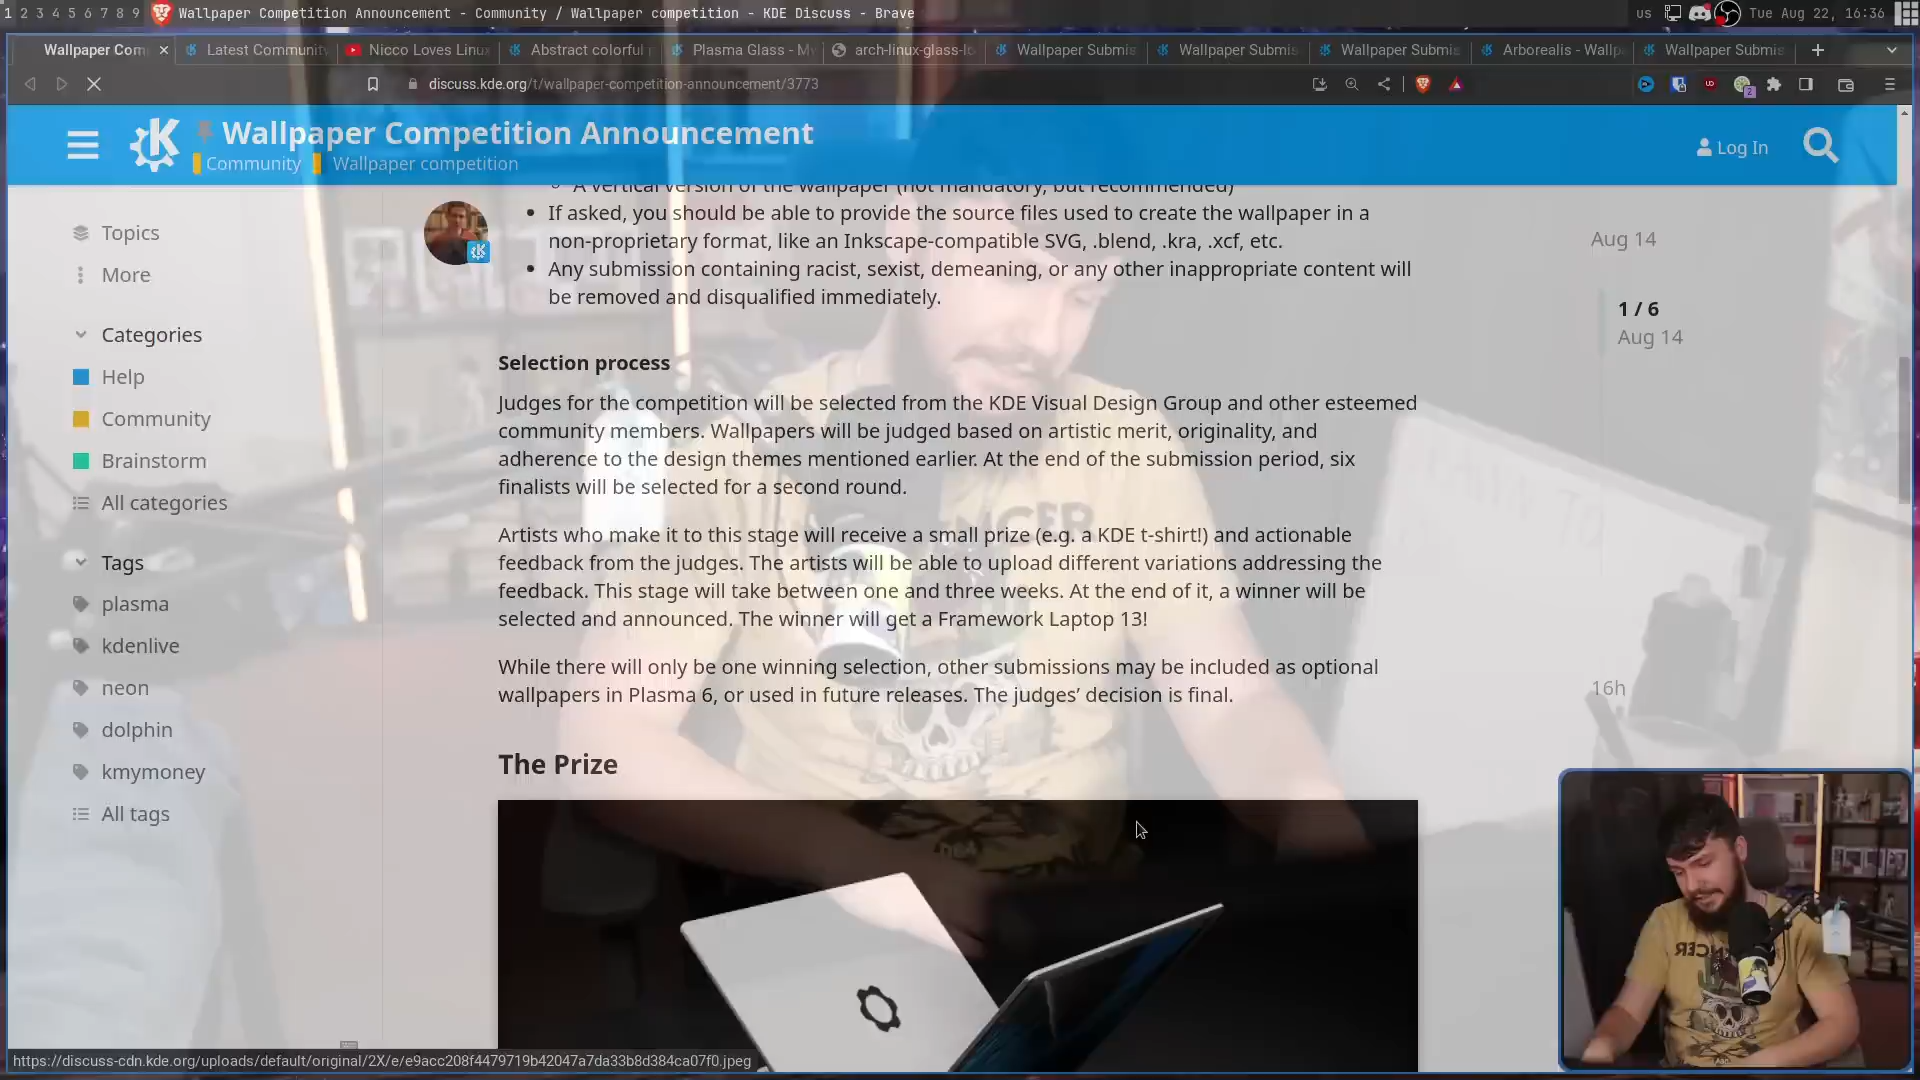 1 2 3 4 5 6 7 8 9 Wallpaper Competition Announcement - Community / Wallpaper competition - KDE Discuss - Brave
us Tue Aug 22, 16:36
Wallpaper Com
Latest Community
Nicco Loves Linu
Abstract colorful
Plasma Glass - M
arch-linux-glass-
Wallpaper Submis
Wallpaper Submis
Wallpaper Submis
Arborealis - Wallp
Wallpaper Submis
discuss.kde.org/t/wallpaper-competition-announcement/3773
2
Wallpaper Competition Announcement
Community Wallpaper competition
Log In
Topics
More
Categories
Help
Community
Brainstorm
All categories
Tags
plasma
kdenlive
neon
dolphin
kmymoney
All tags
A vertical version of the wallpaper (not mandatory, but recommended)
If asked, you should be able to provide the source files used to create the wallpaper in a
non-proprietary format, like an Inkscape-compatible SVG, .blend, .kra, .xcf, etc.
Any submission containing racist, sexist, demeaning, or any other inappropriate content will
be removed and disqualified immediately.
Selection process
Judges for the competition will be selected from the KDE Visual Design Group and other esteemed
community members. Wallpapers will be judged based on artistic merit, originality, and
adherence to the design themes mentioned earlier. At the end of the submission period, six
finalists will be selected for a second round.
Artists who make it to this stage will receive a small prize (e.g. a KDE t-shirt!) and actionable
feedback from the judges. The artists will be able to upload different variations addressing the
feedback. This stage will take between one and three weeks. At the end of it, a winner will be
selected and announced. The winner will get a Framework Laptop 13!
While there will only be one winning selection, other submissions may be included as optional
wallpapers in Plasma 6, or used in future releases. The judges’ decision is final.
The Prize
Aug 14
1 / 6
Aug 14
16h
https://discuss-cdn.kde.org/uploads/default/original/2X/e/e9acc208f4479719b42047a7da33b8d384ca07f0.jpeg